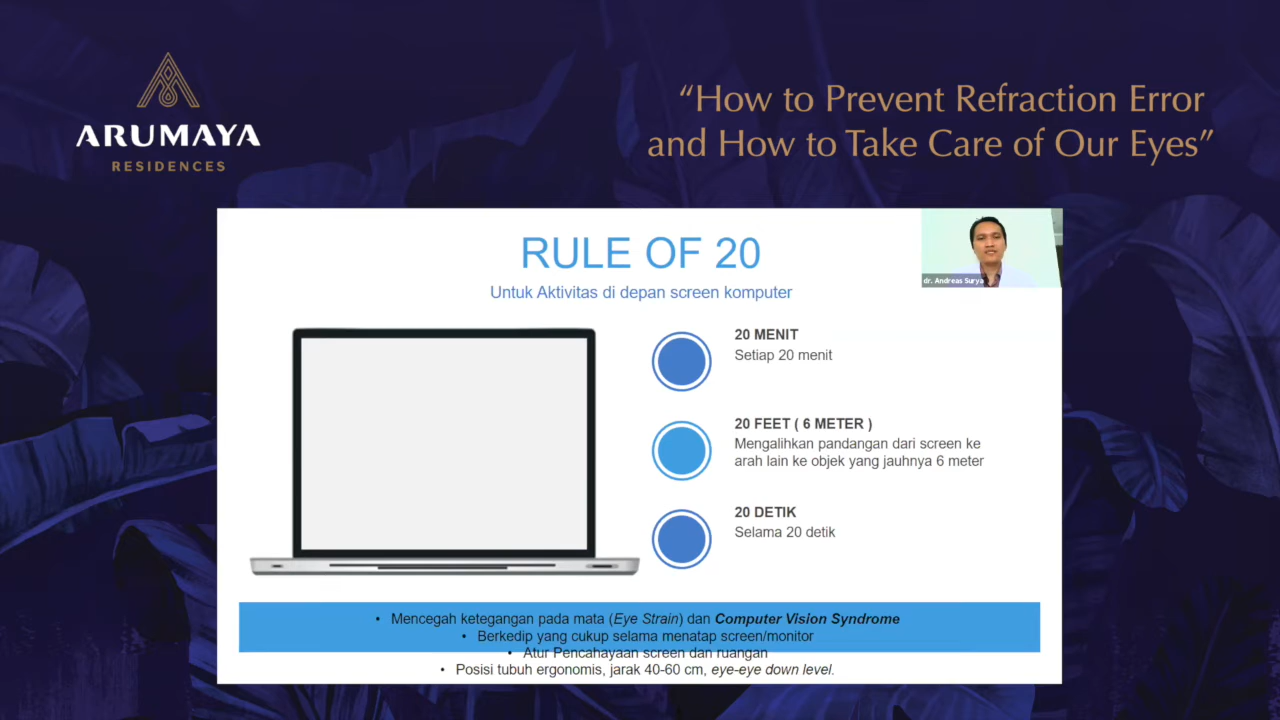 ARUMAYA
RESIDENCES
“How to Prevent Refraction Error
and How to Take Care of Our Eyes”
RULE OF 20
Untuk Aktivitas di depan screen komputer
dr. Andreas Surya
20 MENIT
Setiap 20 menit
20 FEET ( 6 METER )
Mengalihkan pandangan dari screen ke
arah lain ke objek yang jauhnya 6 meter
20 DETIK
Selama 20 detik
• Mencegah ketegangan pada mata (Eye Strain) dan Computer Vision Syndrome
• Berkedip yang cukup selama menatap screen/monitor
• Atur Pencahayaan screen dan ruangan
• Posisi tubuh ergonomis, jarak 40-60 cm, eye-eye down level.